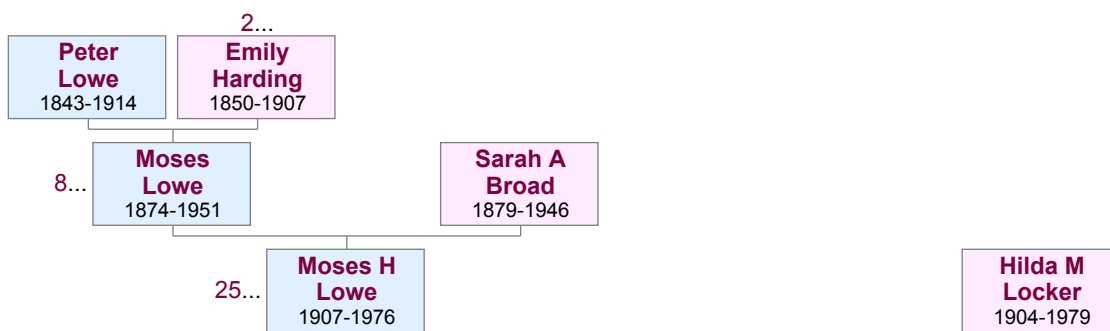 2...
Peter
Lowe
1843-1914
Emily
Harding
1850-1907
8...
Moses
Lowe
1874-1951
Sarah A
Broad
1879-1946
25...
Moses H
Lowe
1907-1976
Hilda M
Locker
1904-1979